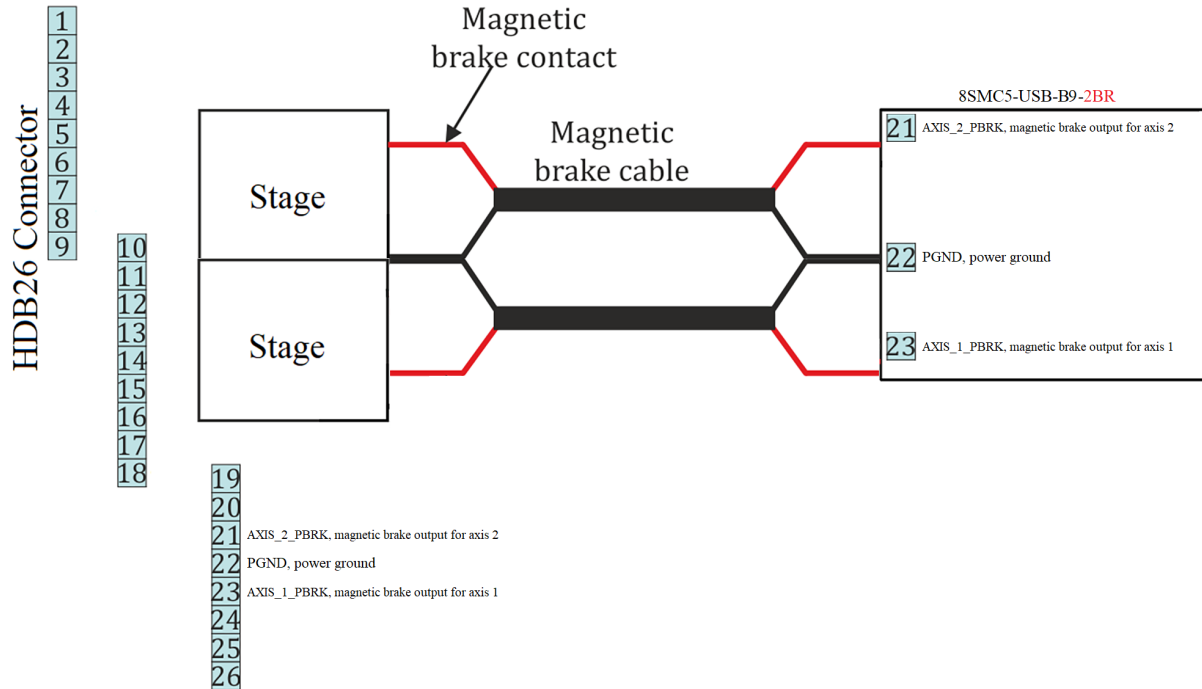 HDB26 Connector
1
2
3
4
5
6
7
8
9
10
11
12
13
14
15
16
17
18
19
20
21 AXIS_2_PBRK, magnetic brake output for axis 2
22 PGND, power ground
23 AXIS_1_PBRK, magnetic brake output for axis 1
24
25
26
Magnetic
brake contact
Stage
Stage
Magnetic
brake cable
8SMC5-USB-B9-2BR
21 AXIS_2_PBRK, magnetic brake output for axis 2
22 PGND, power ground
23 AXIS_1_PBRK, magnetic brake output for axis 1